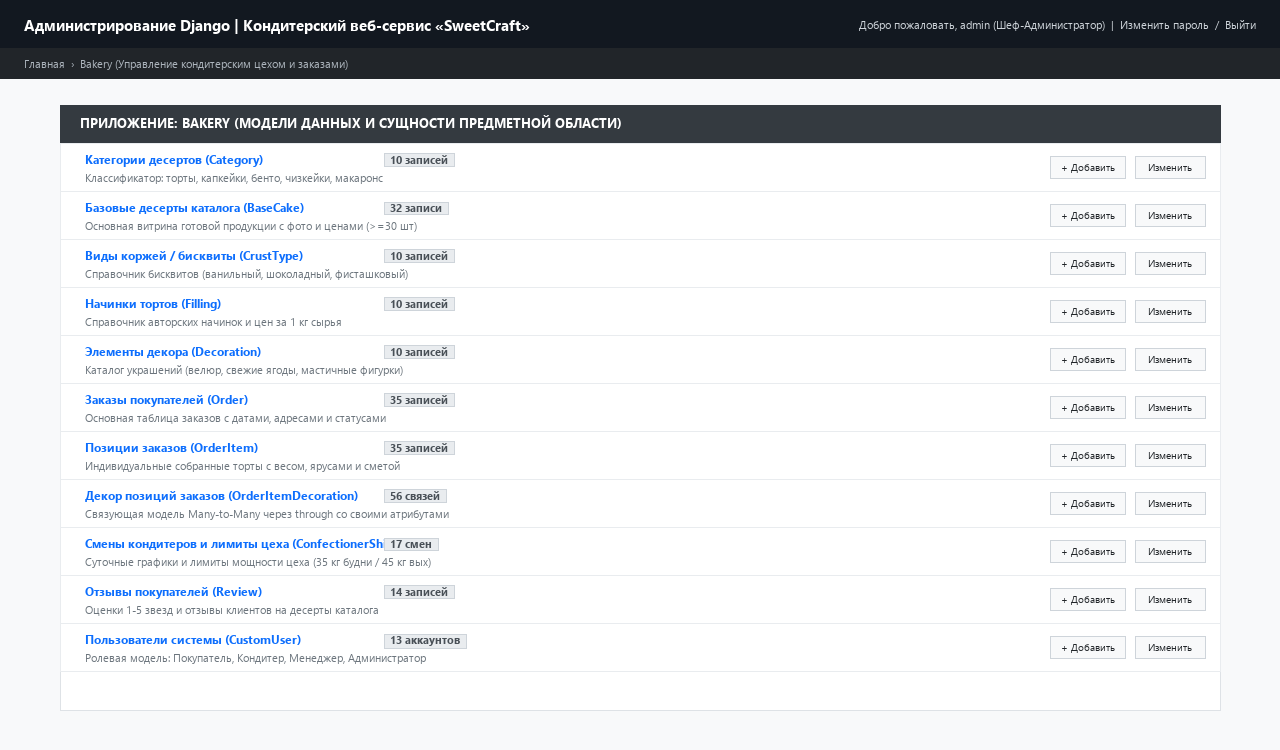 Администрирование Django | Кондитерский веб-сервис «SweetCraft»
Добро пожаловать, admin (Шеф-Администратор) | Изменить пароль / Выйти
Главная › Bakery (Управление кондитерским цехом и заказами)
ПРИЛОЖЕНИЕ: BAKERY (МОДЕЛИ ДАННЫХ И СУЩНОСТИ ПРЕДМЕТНОЙ ОБЛАСТИ)
Категории десертов (Category) 10 записей
Классификатор: торты, капкейки, бенто, чизкейки, макаронс
+ Добавить Изменить
Базовые десерты каталога (BaseCake) 32 записи
Основная витрина готовой продукции с фото и ценами (>=30 шт)
+ Добавить Изменить
Виды коржей / бисквиты (CrustType) 10 записей
Справочник бисквитов (ванильный, шоколадный, фисташковый)
+ Добавить Изменить
Начинки тортов (Filling) 10 записей
Справочник авторских начинок и цен за 1 кг сырья
+ Добавить Изменить
Элементы декора (Decoration) 10 записей
Каталог украшений (велюр, свежие ягоды, мастичные фигурки)
+ Добавить Изменить
Заказы покупателей (Order) 35 записей
Основная таблица заказов с датами, адресами и статусами
+ Добавить Изменить
Позиции заказов (OrderItem) 35 записей
Индивидуальные собранные торты с весом, ярусами и сметой
+ Добавить Изменить
Декор позиций заказов (OrderItemDecoration) 56 связей
Связующая модель Many-to-Many через through со своими атрибутами
+ Добавить Изменить
Смены кондитеров и лимиты цеха (ConfectionerSh 17 смен
Суточные графики и лимиты мощности цеха (35 кг будни / 45 кг вых)
+ Добавить Изменить
Отзывы покупателей (Review) 14 записей
Оценки 1-5 звезд и отзывы клиентов на десерты каталога
+ Добавить Изменить
Пользователи системы (CustomUser) 13 аккаунтов
Ролевая модель: Покупатель, Кондитер, Менеджер, Администратор
+ Добавить Изменить